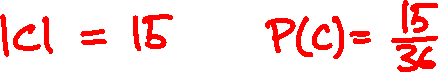 |C| = 15 P(C) = 15/36